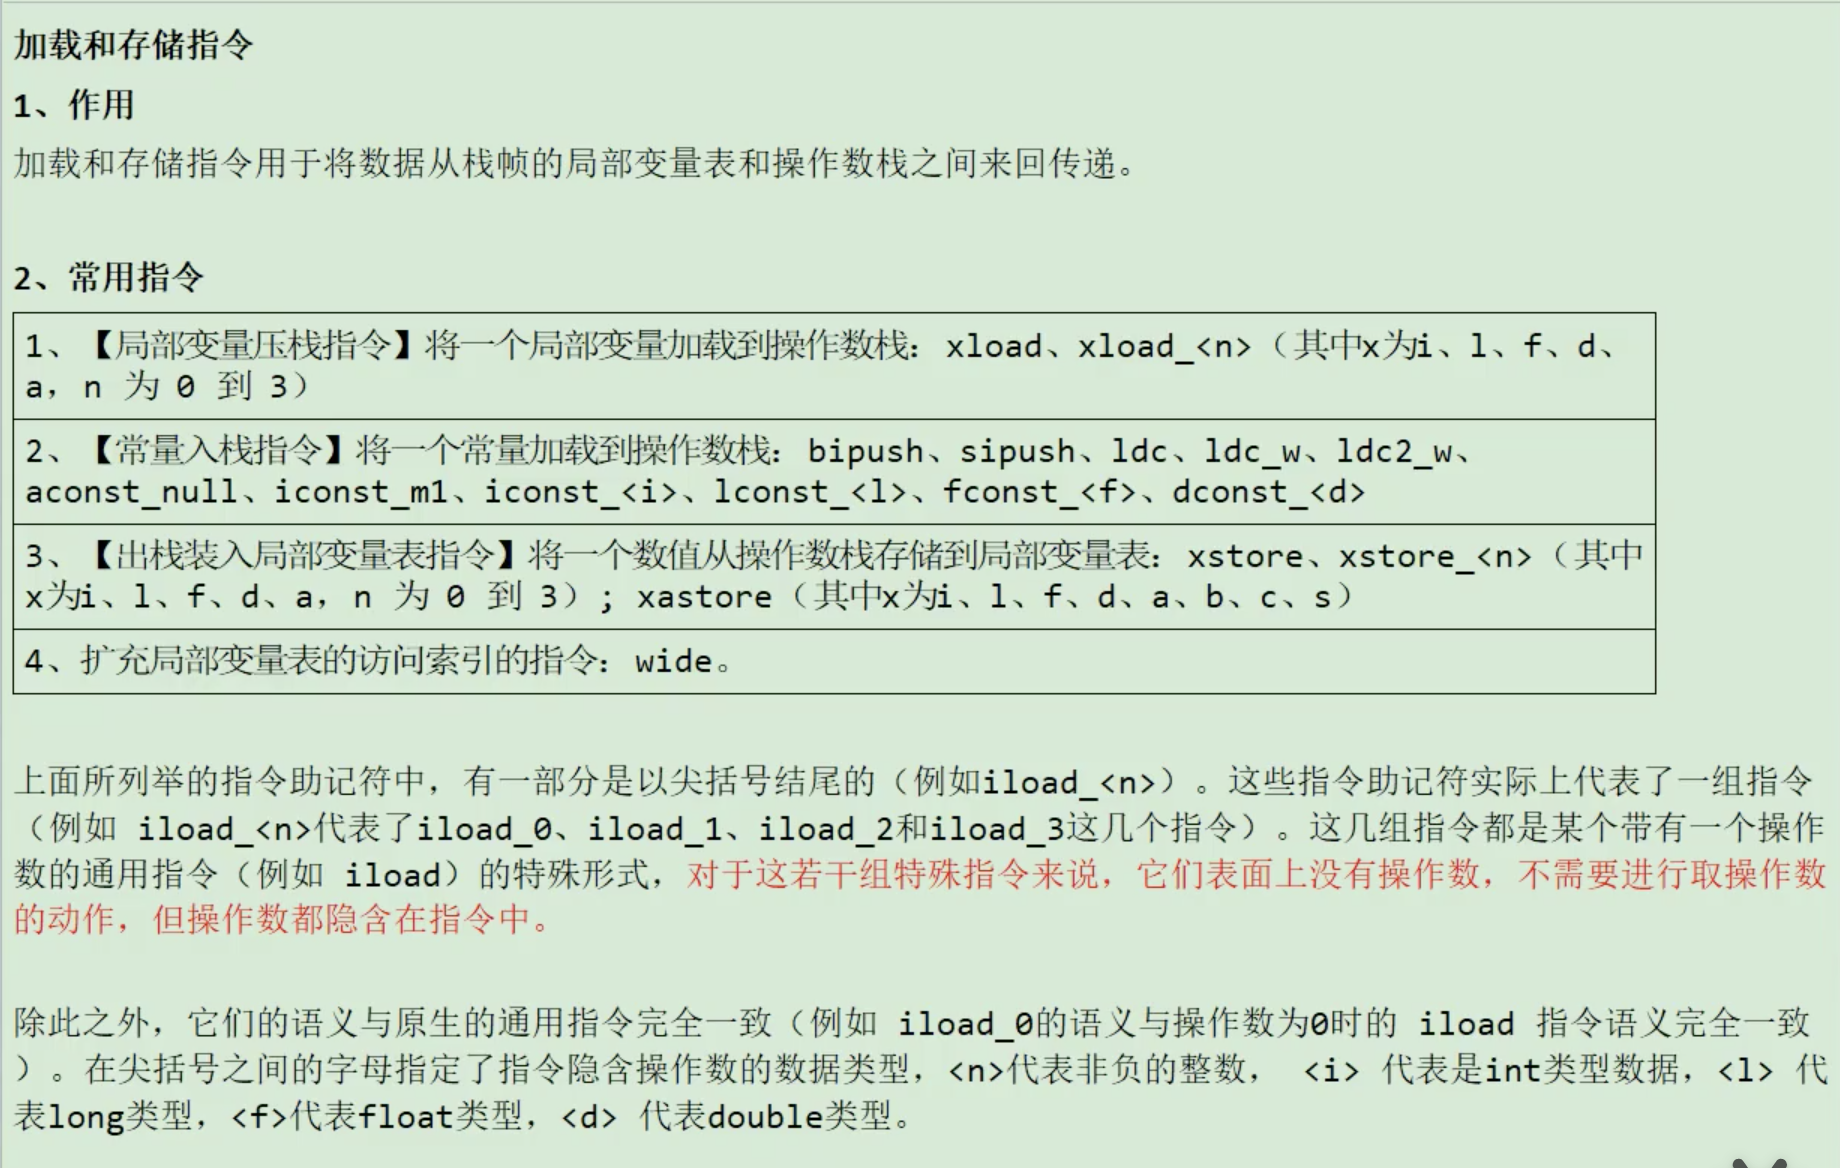 加载和存储指令
1、作用
加载和存储指令用于将数据从栈帧的局部变量表和操作数栈之间来回传递。
2、常用指令
1、【局部变量压栈指令】将一个局部变量加载到操作数栈：xload、xload_<n>（其中x为i、l、f、d、
a，n 为 0 到 3）
2、【常量入栈指令】将一个常量加载到操作数栈：bipush、sipush、ldc、ldc_w、ldc2_w、
aconst_null、iconst_m1、iconst_<i>、lconst_<l>、fconst_<f>、dconst_<d>
3、【出栈装入局部变量表指令】将一个数值从操作数栈存储到局部变量表：xstore、xstore_<n>（其中
x为i、l、f、d、a，n 为 0 到 3）; xastore（其中x为i、l、f、d、a、b、c、s）
4、扩充局部变量表的访问索引的指令：wide。
上面所列举的指令助记符中，有一部分是以尖括号结尾的（例如iload_<n>）。这些指令助记符实际上代表了一组指令
（例如 iload_<n>代表了iload_0、iload_1、iload_2和iload_3这几个指令）。这几组指令都是某个带有一个操作
数的通用指令（例如 iload）的特殊形式，对于这若干组特殊指令来说，它们表面上没有操作数，不需要进行取操作数
的动作，但操作数都隐含在指令中。
除此之外，它们的语义与原生的通用指令完全一致（例如 iload_0的语义与操作数为0时的 iload 指令语义完全一致
）。在尖括号之间的字母指定了指令隐含操作数的数据类型，<n>代表非负的整数， <i> 代表是int类型数据，<l> 代
表long类型，<f>代表float类型，<d> 代表double类型。